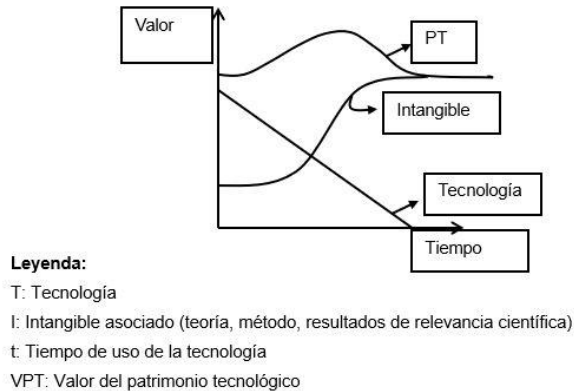 Valor
PT
Intangible
Tecnología
Tiempo
Leyenda:
T: Tecnología
I: Intangible asociado (teoría, método, resultados de relevancia científica)
t: Tiempo de uso de la tecnología
VPT: Valor del patrimonio tecnológico